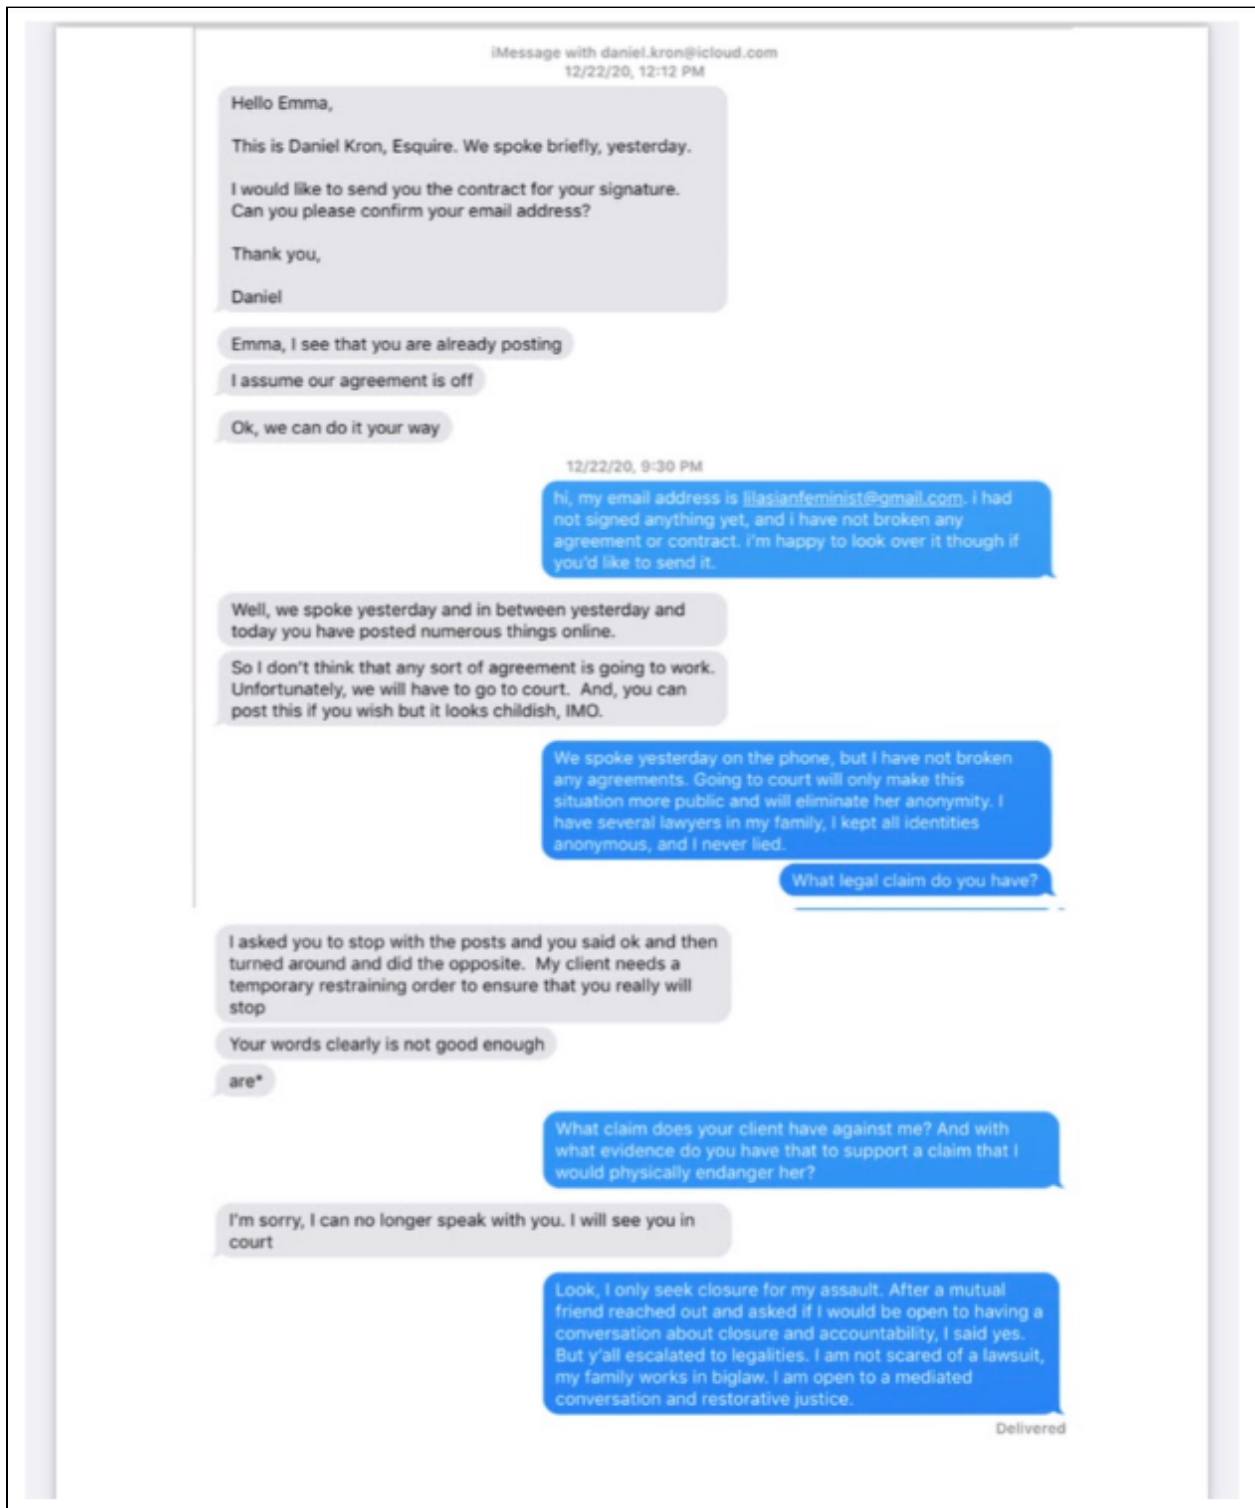 iMessage with daniel.kron@icloud.com
12/22/20, 12:12 PM
Hello Emma,
This is Daniel Kron, Esquire. We spoke briefly, yesterday.
I would like to send you the contract for your signature.
Can you please confirm your email address?
Thank you,
Daniel
Emma, I see that you are already posting
I assume our agreement is off
Ok, we can do it your way
12/22/20, 9:30 PM
hi, my email address is lilasianfeminist@gmail.com. i had
not signed anything yet, and i have not broken any
agreement or contract. i'm happy to look over it though if
you'd like to send it.
Well, we spoke yesterday and in between yesterday and
today you have posted numerous things online.
So I don't think that any sort of agreement is going to work.
Unfortunately, we will have to go to court.  And, you can
post this if you wish but it looks childish, IMO.
We spoke yesterday on the phone, but I have not broken
any agreements. Going to court will only make this
situation more public and will eliminate her anonymity. I
have several lawyers in my family, I kept all identities
anonymous, and I never lied.
What legal claim do you have?
I asked you to stop with the posts and you said ok and then
turned around and did the opposite.  My client needs a
temporary restraining order to ensure that you really will
stop
Your words clearly is not good enough
are*
What claim does your client have against me? And with
what evidence do you have that to support a claim that I
would physically endanger her?
I'm sorry, I can no longer speak with you. I will see you in
court
Look, I only seek closure for my assault. After a mutual
friend reached out and asked if I would be open to having a
conversation about closure and accountability, I said yes.
But y'all escalated to legalities. I am not scared of a lawsuit,
my family works in biglaw. I am open to a mediated
conversation and restorative justice.
Delivered